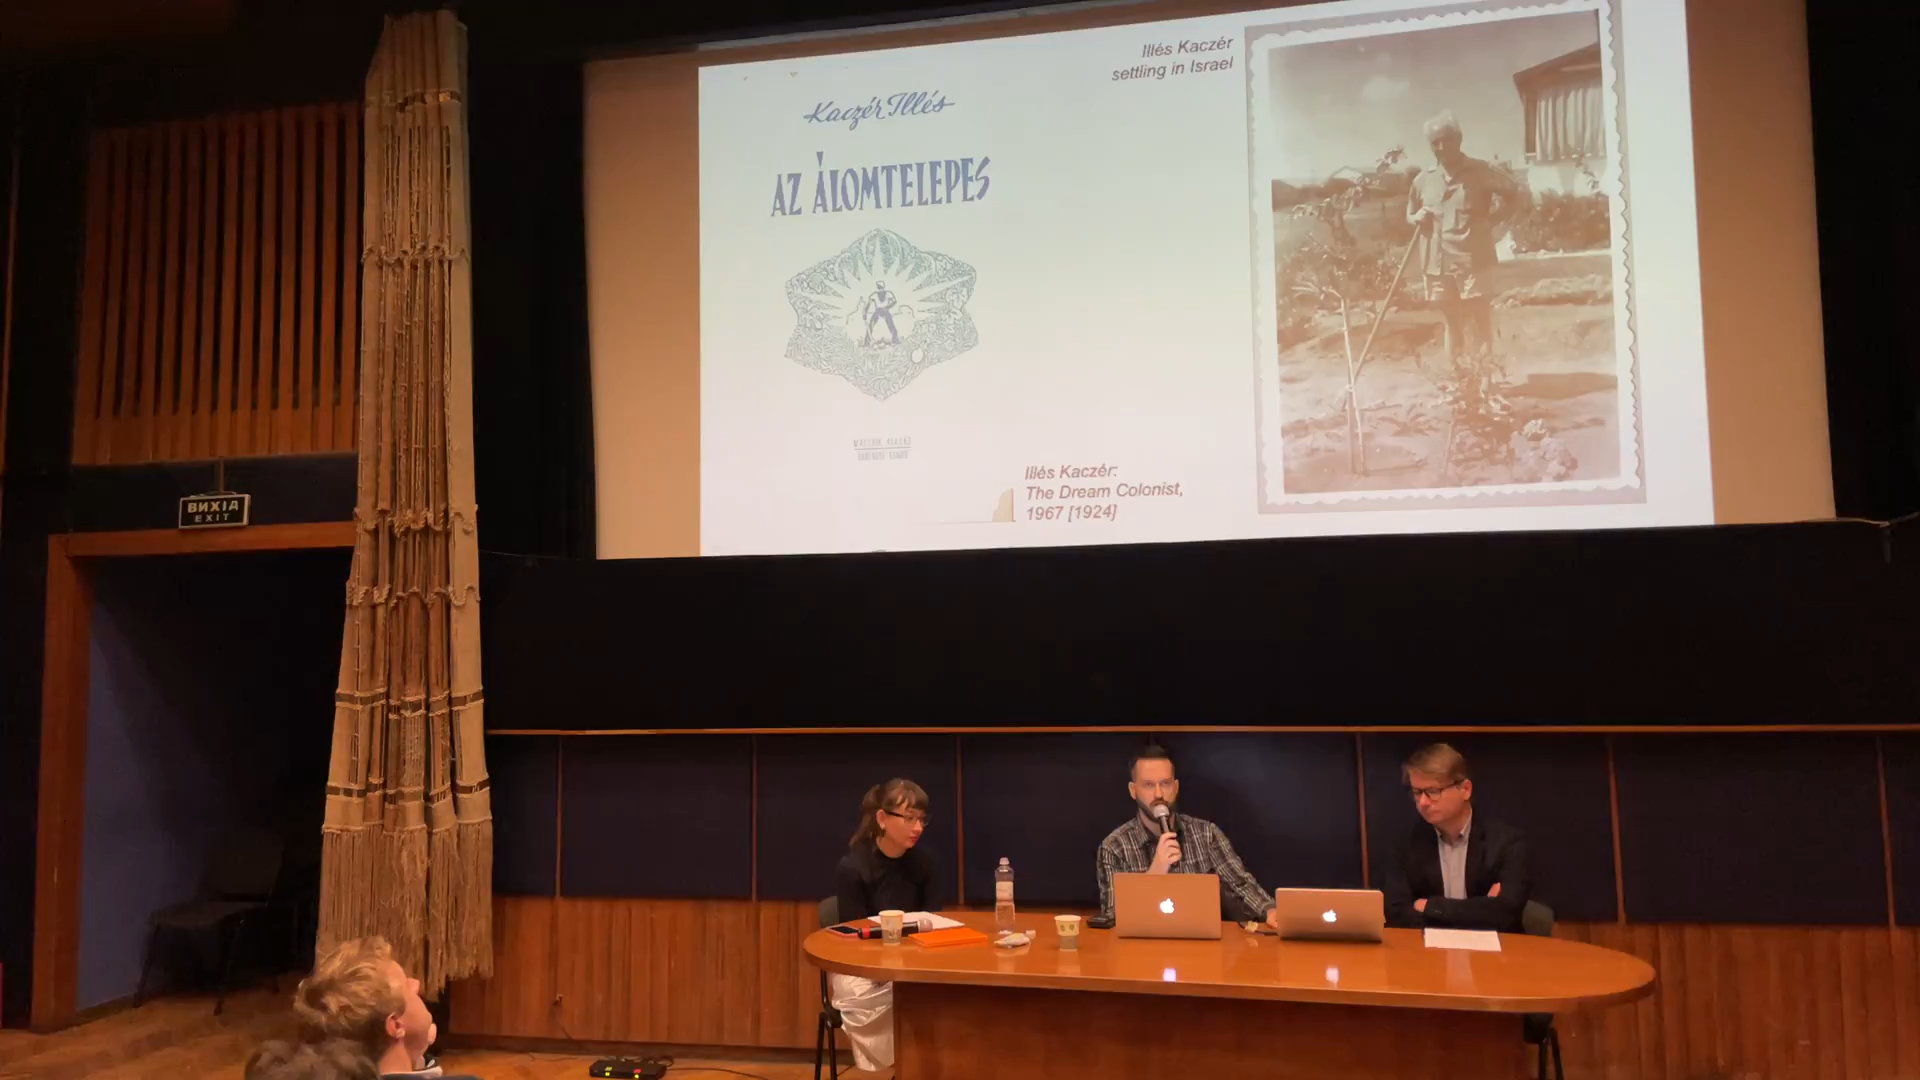 Illés Kaczér
settling in Israel
Kaczér Illés
AZ ÁLOMTELEPES
Illés Kaczér:
The Dream Colonist,
1967 [1924]
ВИХІД
EXIT